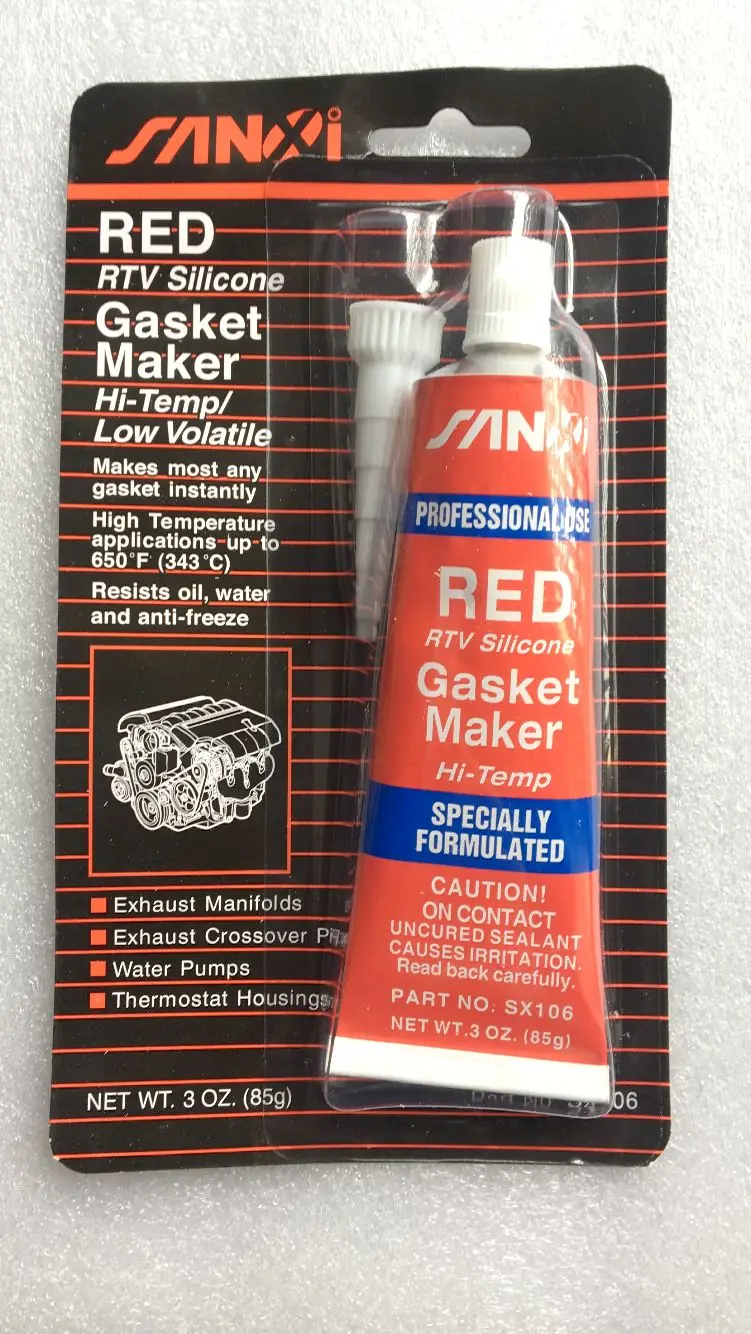 SANXi
RED
RTV Silicone
Gasket
Maker
Hi-Temp/
Low Volatile
Makes most any
gasket instantly
High Temperature
applications up to
650°F (343°C)
Resists oil, water
and anti-freeze
Exhaust Manifolds
Exhaust Crossover
Water Pumps
Thermostat Housings
NET WT. 3 OZ. (85g)
Part No.
SANXi
PROFESSIONAL USE
RED
RTV Silicone
Gasket
Maker
Hi-Temp
SPECIALLY
FORMULATED
CAUTION!
ON CONTACT
UNCURED SEALANT
CAUSES IRRITATION.
Read back carefully.
PART NO. SX106
NET WT.3 OZ. (85g)